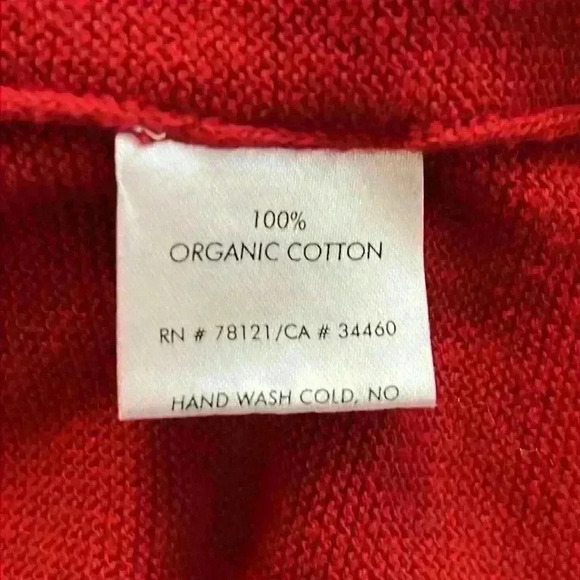 100%
ORGANIC COTTON
RN # 78121/CA # 34460
HAND WASH COLD, NO